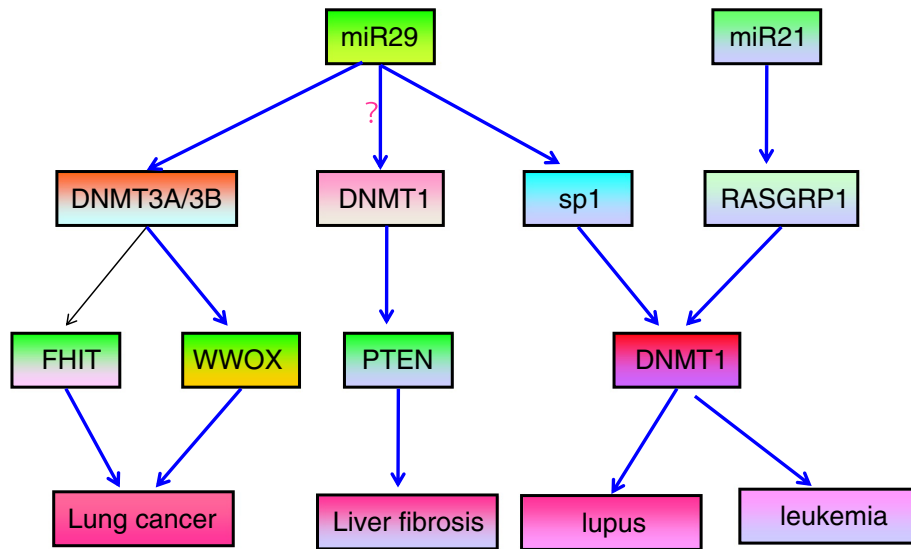 miR29
miR21
?
DNMT3A/3B
DNMT1
sp1
RASGRP1
FHIT
WWOX
PTEN
DNMT1
Lung cancer
Liver fibrosis
lupus
leukemia